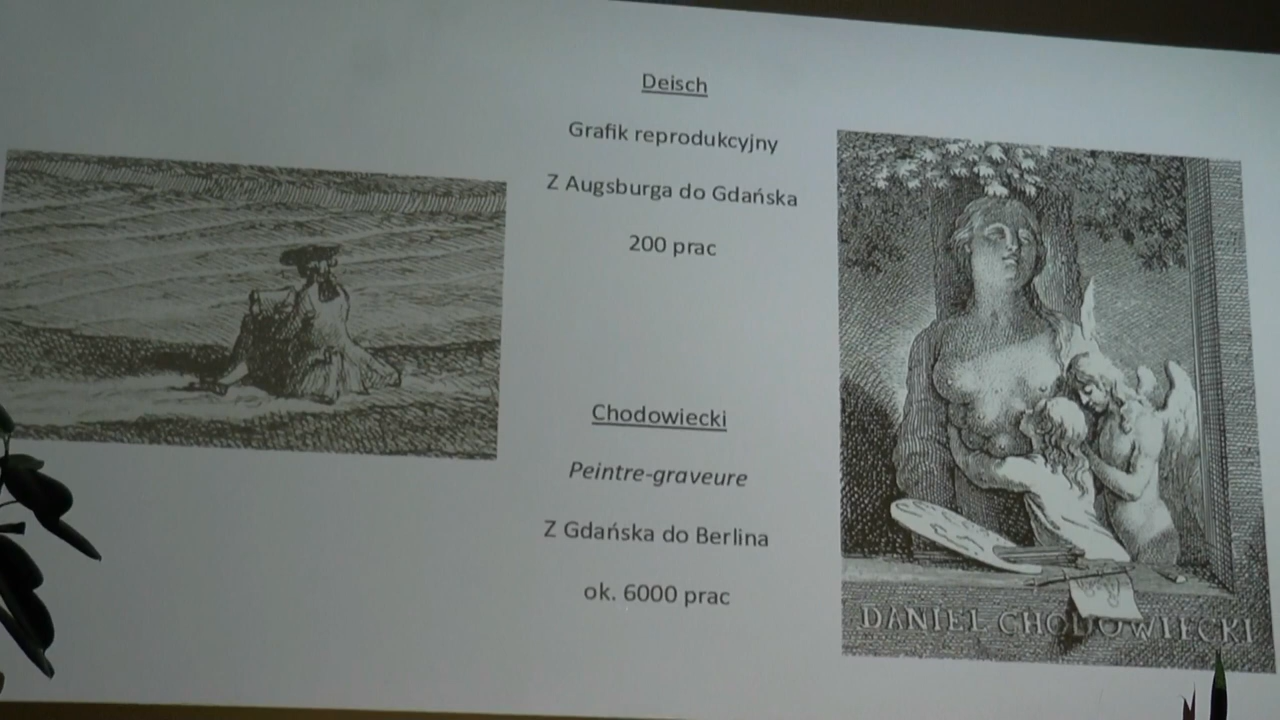 Deisch
Grafik reprodukcyjny
Z Augsburga do Gdańska
200 prac
Chodowiecki
Peintre-graveure
Z Gdańska do Berlina
ok. 6000 prac
DANIEL CHODOWIECKI